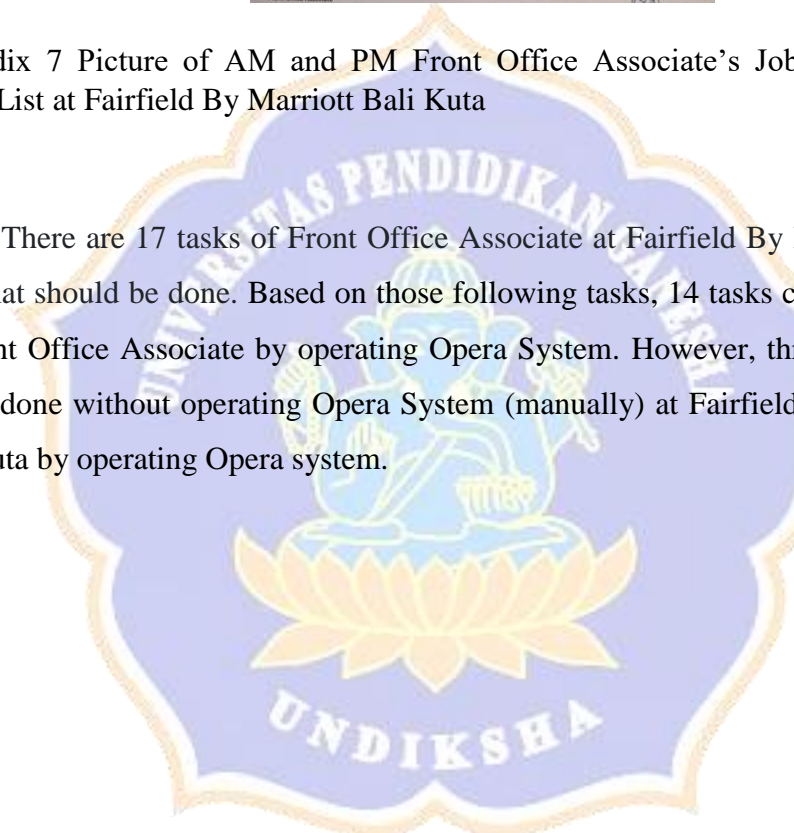 dix 7 Picture of AM and PM Front Office Associate's Job
List at Fairfield By Marriott Bali Kuta
UNIVERSITAS PENDIDIKAN GANESHA
There are 17 tasks of Front Office Associate at Fairfield By
at should be done. Based on those following tasks, 14 tasks c
nt Office Associate by operating Opera System. However, th
done without operating Opera System (manually) at Fairfield
uta by operating Opera system.
UNDIKSHA